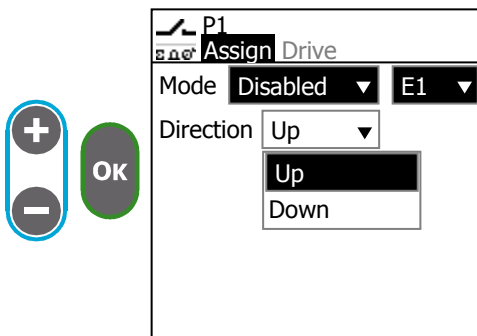 P1
Assign Drive
Mode Disabled E1
Direction Up
Up
Down
+
OK
−